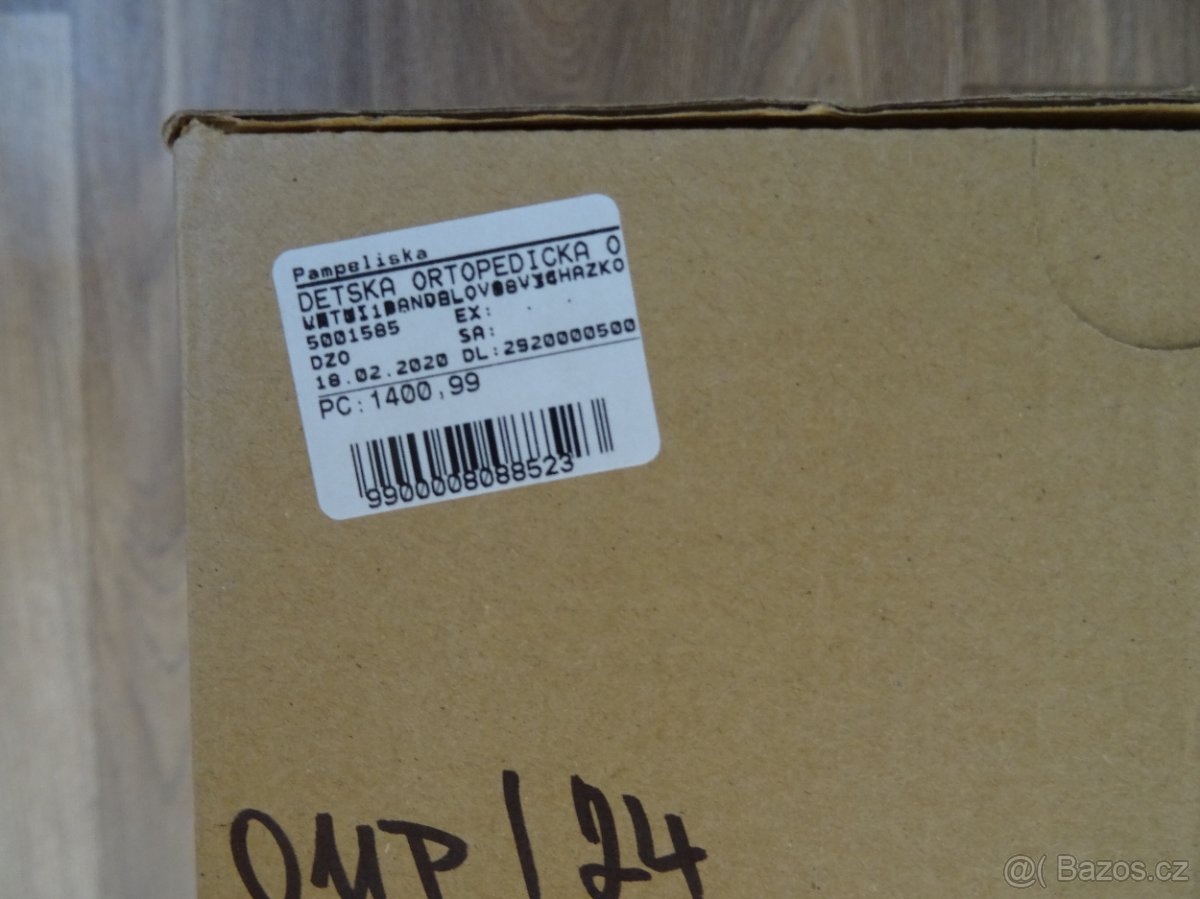 Pampeliska
DETSKA ORTOPEDICKA O
5001585 EX:
DZO SA:
18.02.2020 DL:2920000500
PC:1400,99
9900008088523
OMP/24
@( Bazos.cz